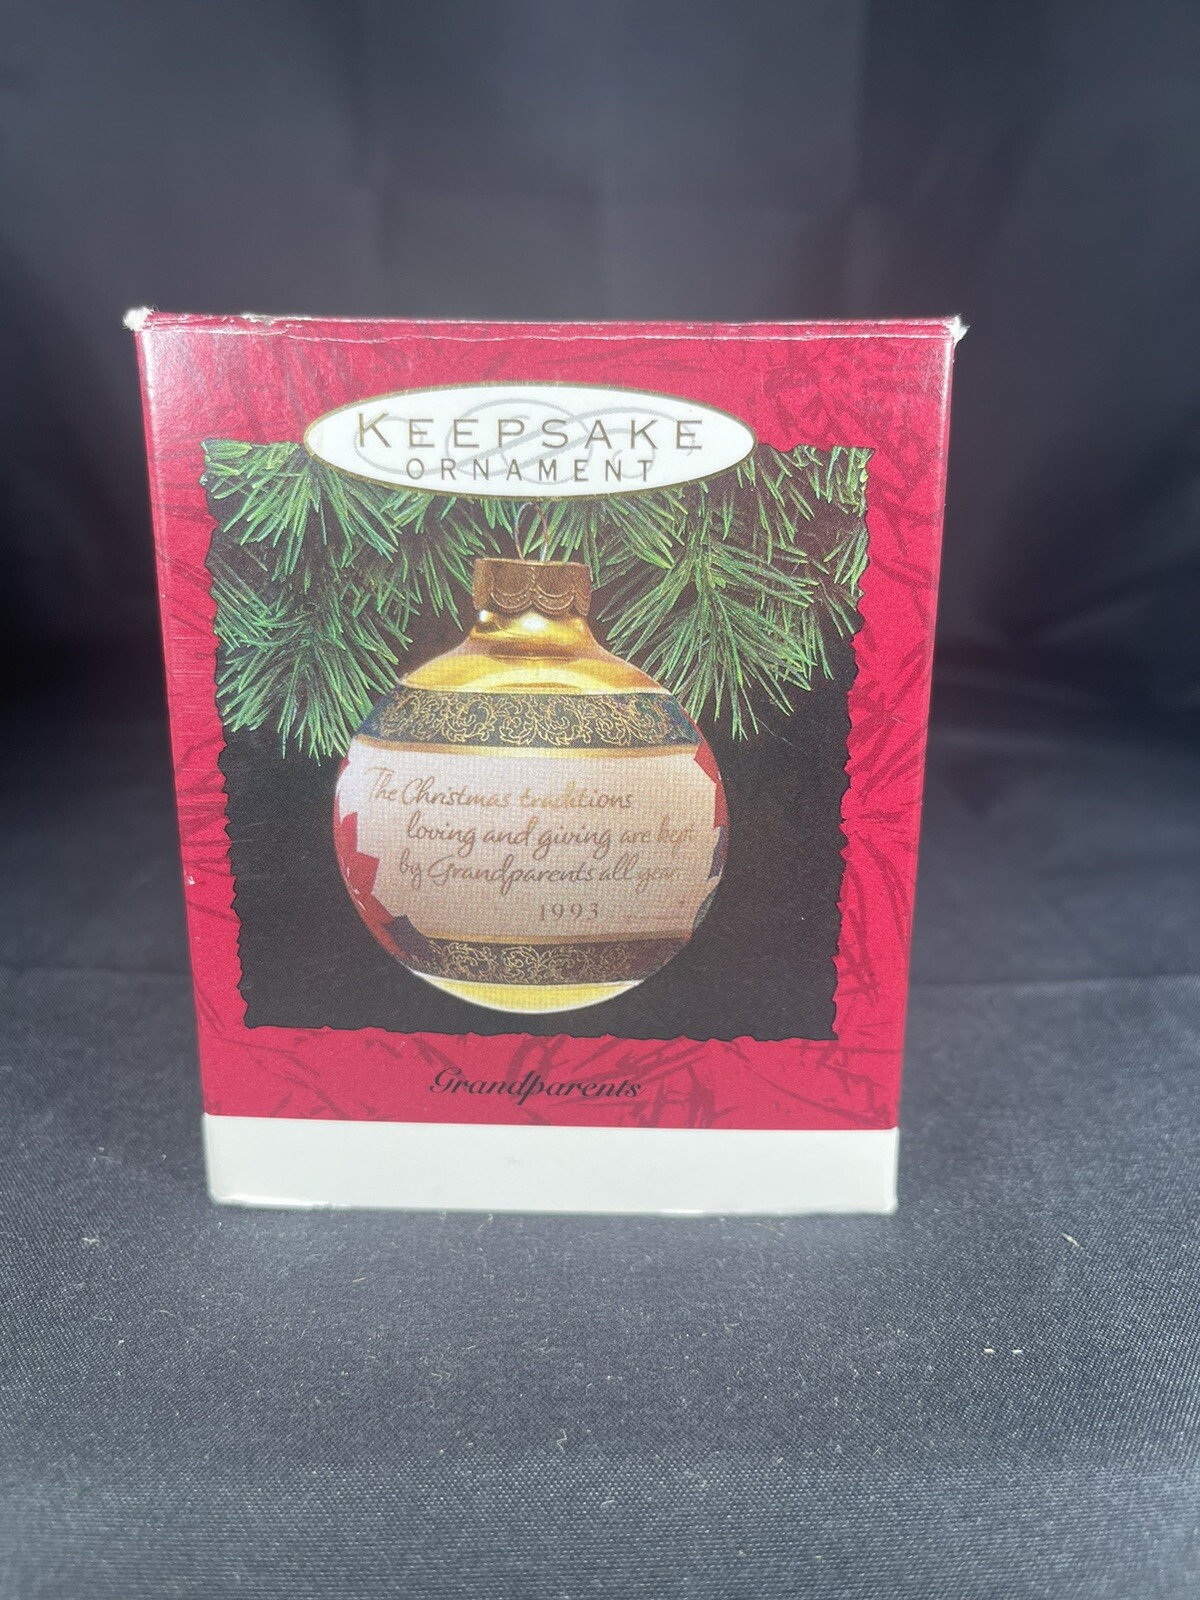 KEEPSAKE
ORNAMENT
The Christmas traditions
loving and giving are kept
by Grandparents all year.
1993
Grandparents